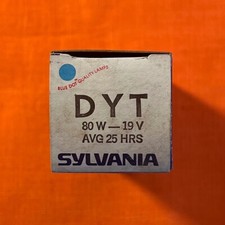 BLUE DOT QUALITY LAMPS
DYT
80 W — 19 V
AVG 25 HRS
SYLVANIA